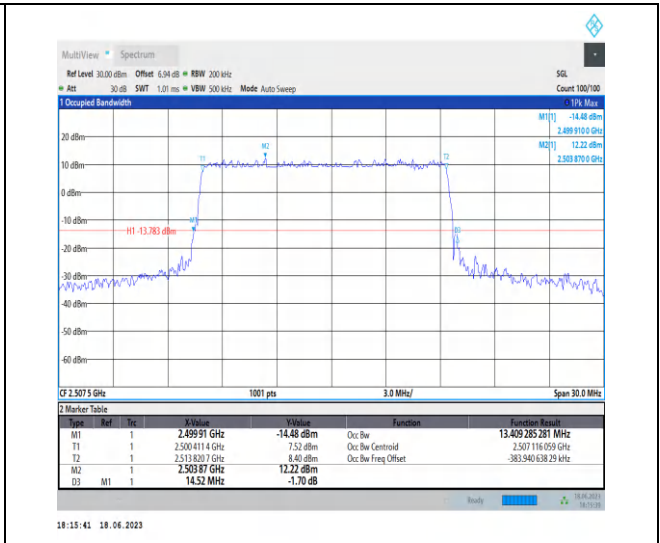 MultiView Spectrum
Ref Level 30.00 dBm Offset 6.94 dB RBW 200 kHz SGL
Att 30 dB SWT 1.01 ms VBW 500 kHz Mode Auto Sweep Count 100/100
1 Occupied Bandwidth 1Pk Max
M1[1] -14.48 dBm
2.499 910 0 GHz
M2[1] 12.22 dBm
2.503 870 0 GHz
20 dBm
M2
T1 T2
10 dBm
0 dBm
-10 dBm
M1
H1 -13.783 dBm
D3
-20 dBm
-30 dBm
-40 dBm
-50 dBm
-60 dBm
CF 2.507 5 GHz 1001 pts 3.0 MHz/ Span 30.0 MHz
2 Marker Table
Type Ref Trc X-Value Y-Value Function Function Result
M1 1 2.499 91 GHz -14.48 dBm Occ Bw 13.409 285 281 MHz
T1 1 2.500 411 4 GHz 7.52 dBm Occ Bw Centroid 2.507 116 059 GHz
T2 1 2.513 820 7 GHz 8.40 dBm Occ Bw Freq Offset -383.940 638 29 kHz
M2 1 2.503 87 GHz 12.22 dBm
D3 M1 1 14.52 MHz -1.70 dB
Ready 18.06.2023
18:15:41 18.06.2023